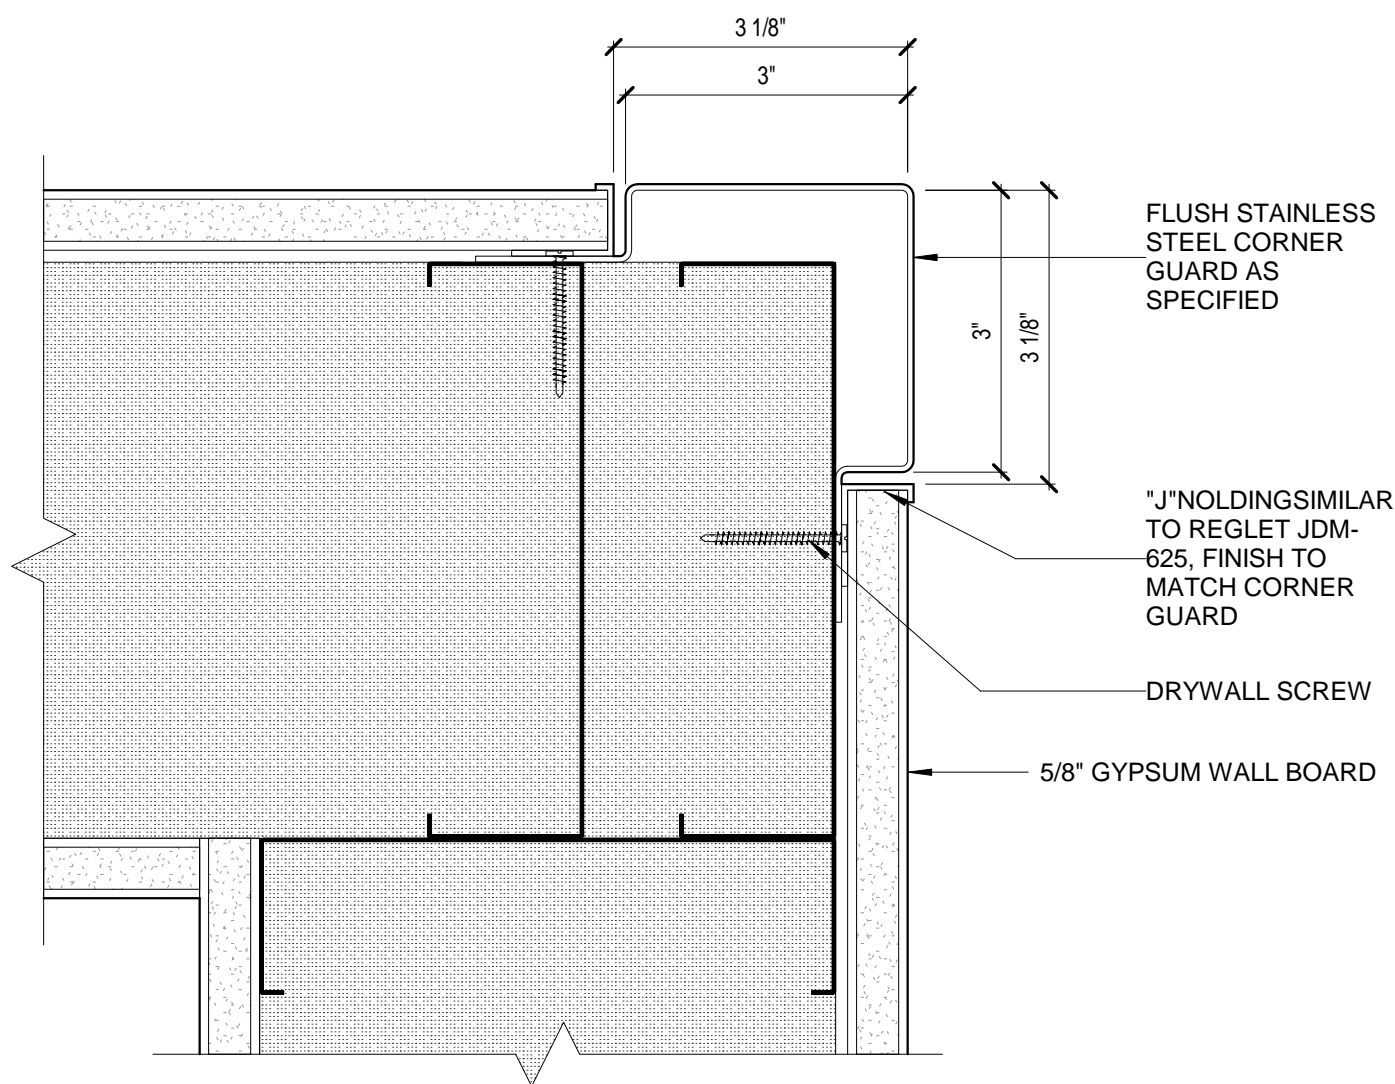 3 1/8"
3"
FLUSH STAINLESS
STEEL CORNER
GUARD AS
SPECIFIED
3"
3 1/8"
"J"NOLDINGSIMILAR
TO REGLET JDM-
625, FINISH TO
MATCH CORNER
GUARD
DRYWALL SCREW
5/8" GYPSUM WALL BOARD